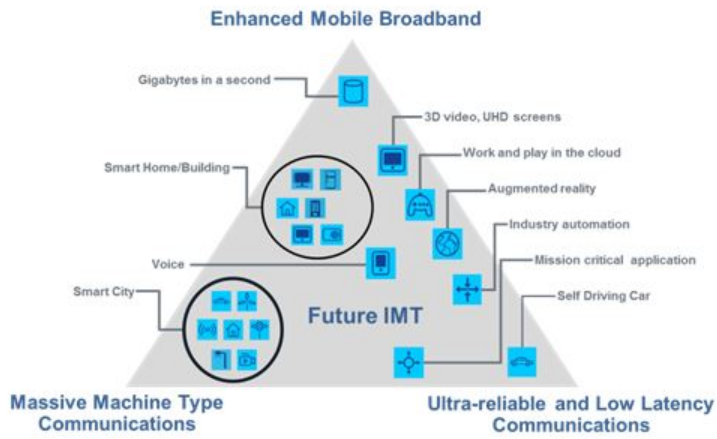 Enhanced Mobile Broadband
Gigabytes in a second
3D video, UHD screens
Smart Home/Building
Work and play in the cloud
Augmented reality
Industry automation
Voice
Mission critical application
Smart City
Self Driving Car
Future IMT
Massive Machine Type
Communications
Ultra-reliable and Low Latency
Communications